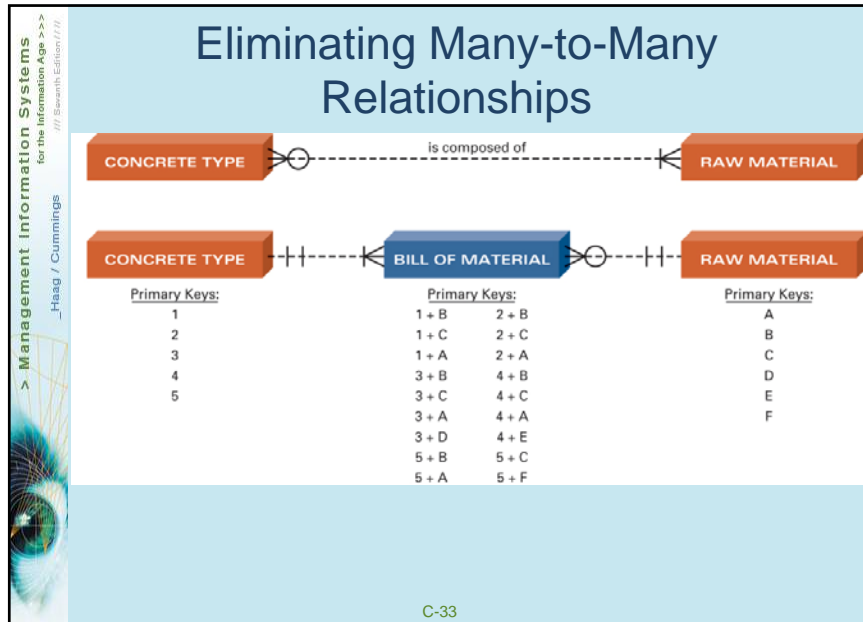 > Management Information Systems
for the Information Age >>>
_Haag / Cummings
/// Seventh Edition / / //
Eliminating Many-to-Many
Relationships
CONCRETE TYPE
is composed of
RAW MATERIAL
CONCRETE TYPE
BILL OF MATERIAL
RAW MATERIAL
Primary Keys:
1
2
3
4
5
Primary Keys:
1 + B 2 + B
1 + C 2 + C
1 + A 2 + A
3 + B 4 + B
3 + C 4 + C
3 + A 4 + A
3 + D 4 + E
5 + B 5 + C
5 + A 5 + F
Primary Keys:
A
B
C
D
E
F
C-33